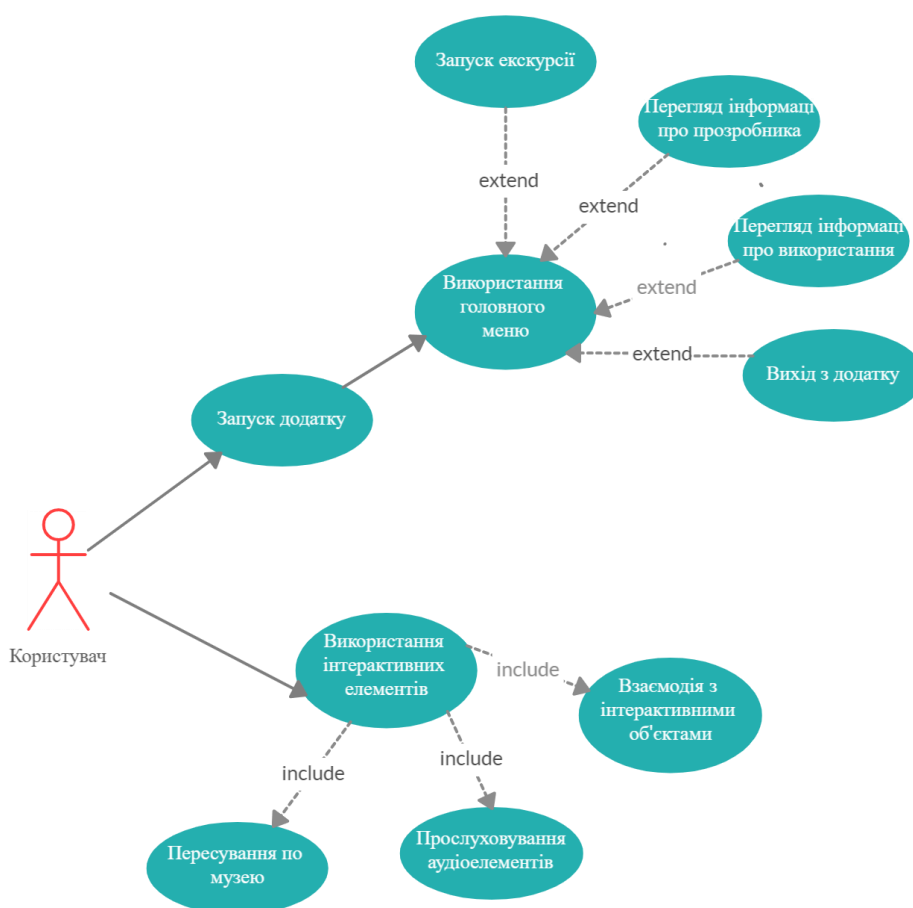 Запуск екскурсії
Перегляд інформаці
про прозробника
extend
extend
Перегляд інформаці
про використання
Використання
головного
меню
extend
extend
Вихід з додатку
Запуск додатку
Користувач
Використання
інтерактивних
елементів
include
Взаємодія з
інтерактивними
об'єктами
include
include
Пересування по
музею
Прослуховування
аудіоелементів